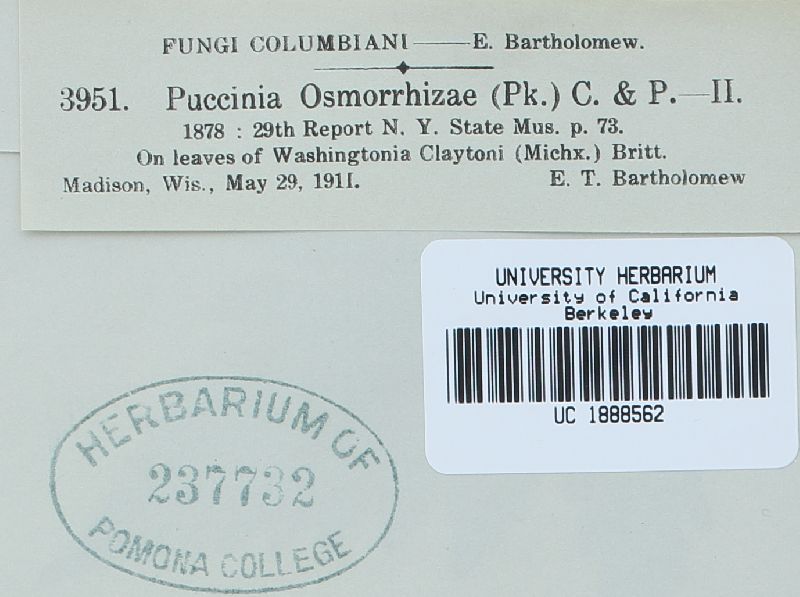 FUNGI COLUMBIANI — E. Bartholomew.
3951. Puccinia Osmorrhizae (Pk.) C. & P.—II.
1878 : 29th Report N. Y. State Mus. p. 73.
On leaves of Washingtonia Claytoni (Michx.) Britt.
Madison, Wis., May 29, 1911. E. T. Bartholomew
UNIVERSITY HERBARIUM
University of California
Berkeley
UC 1888562
HERBARIUM OF
237732
POMONA COLLEGE